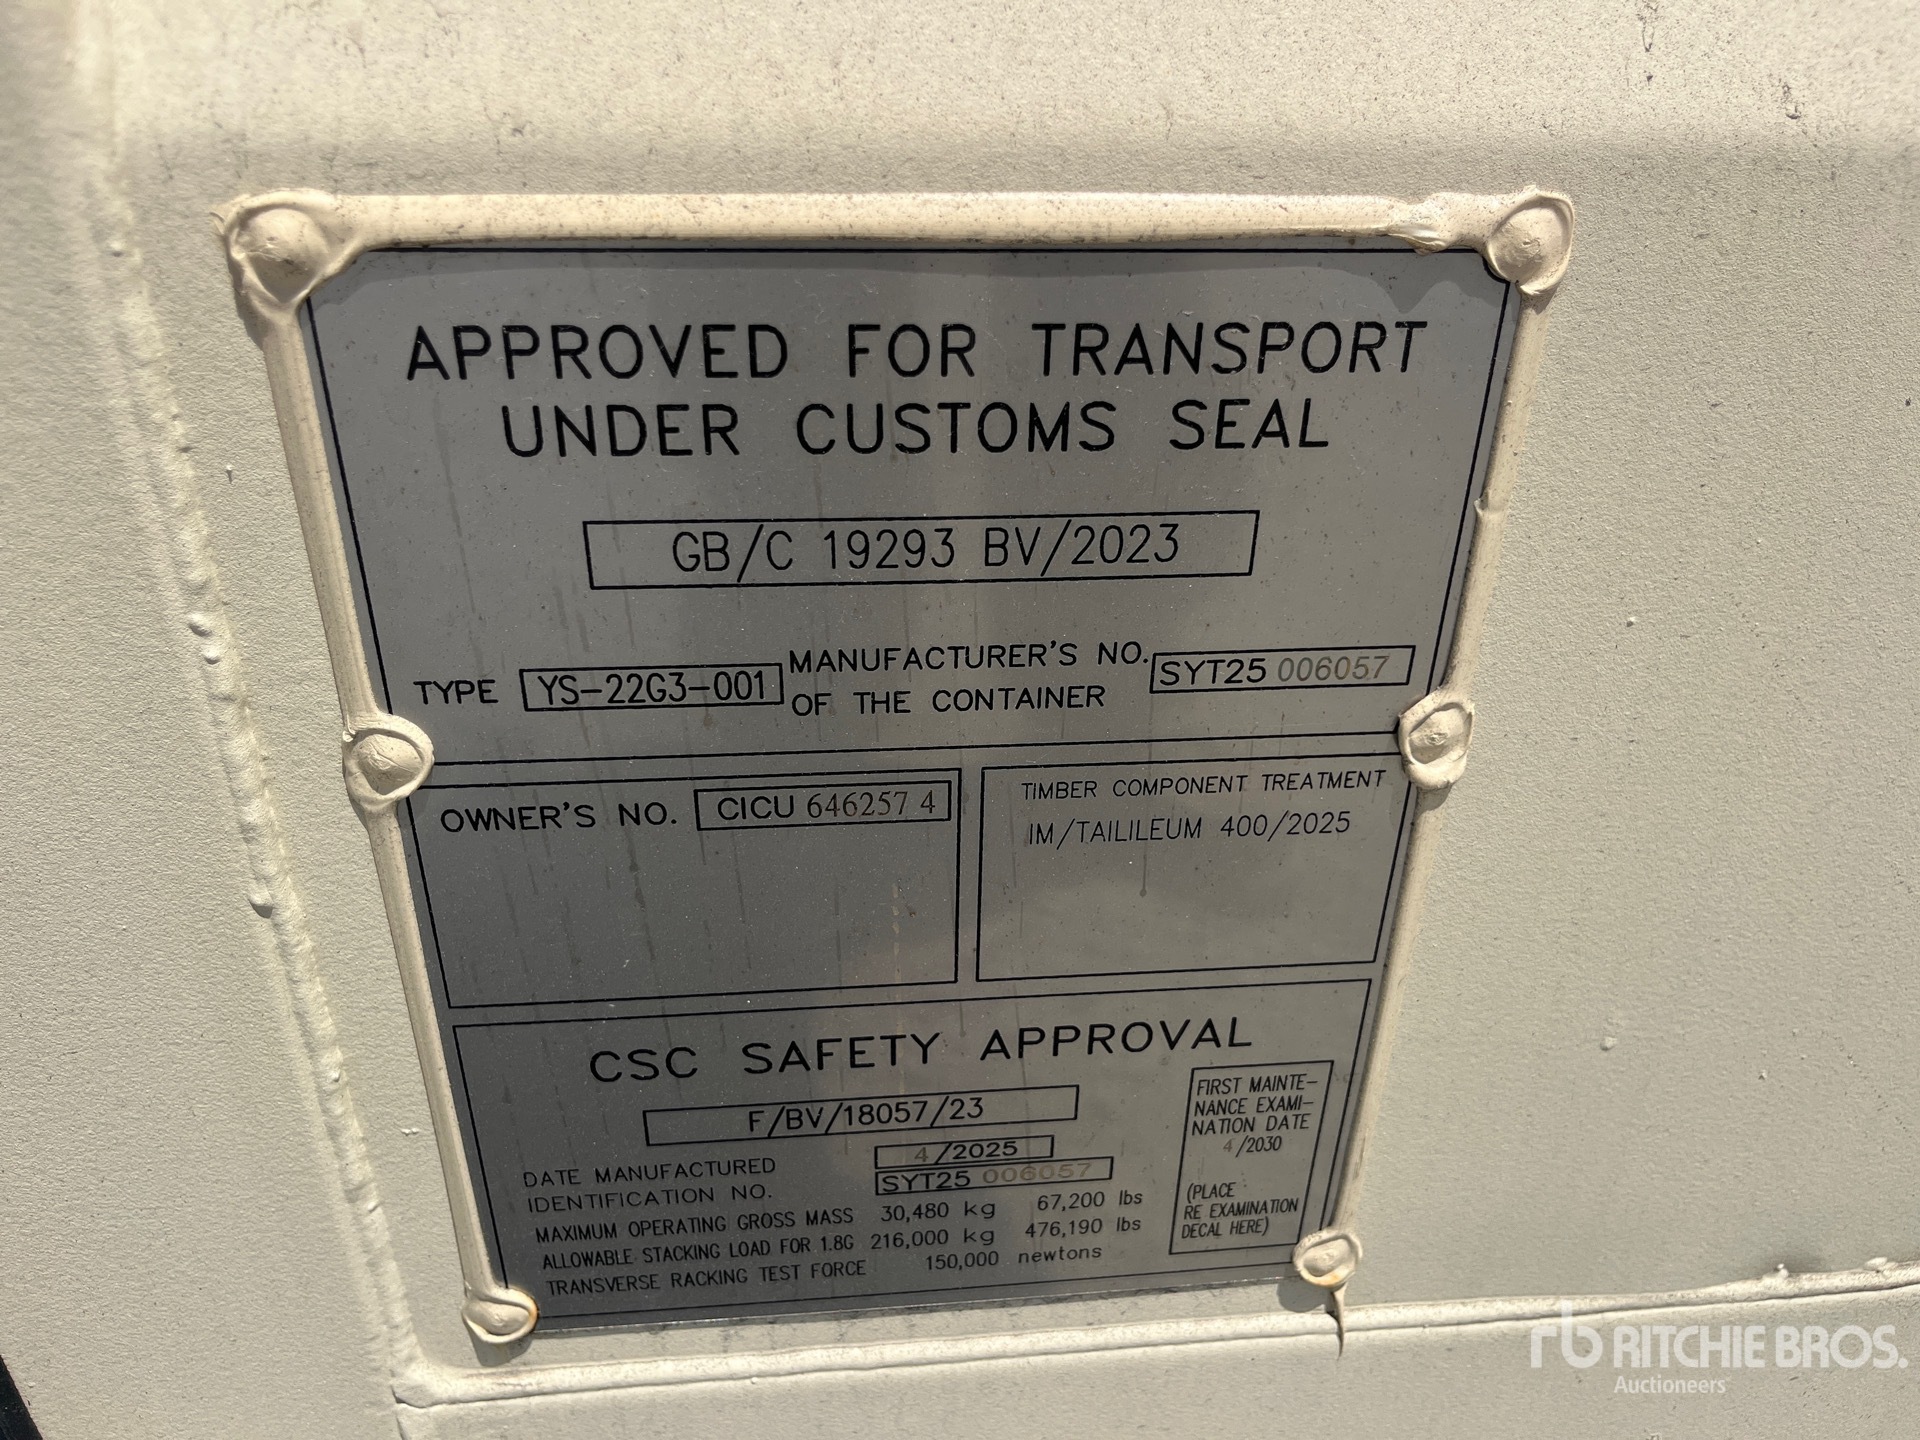 APPROVED FOR TRANSPORT
UNDER CUSTOMS SEAL
GB/C 19293 BV/2023
TYPE YS-22G3-001 MANUFACTURER'S NO. OF THE CONTAINER SYT25 006057
OWNER'S NO. CICU 646257 4
TIMBER COMPONENT TREATMENT
IM/TAILILEUM 400/2025
CSC SAFETY APPROVAL
F/BV/18057/23
DATE MANUFACTURED 4/2025
IDENTIFICATION NO. SYT25 006057
MAXIMUM OPERATING GROSS MASS 30,480 kg 67,200 lbs
ALLOWABLE STACKING LOAD FOR 1.8G 216,000 kg 476,190 lbs
TRANSVERSE RACKING TEST FORCE 150,000 newtons
FIRST MAINTE-
NANCE EXAMI-
NATION DATE
4/2030
(PLACE
RE EXAMINATION
DECAL HERE)
rb RITCHIE BROS.
Auctioneers